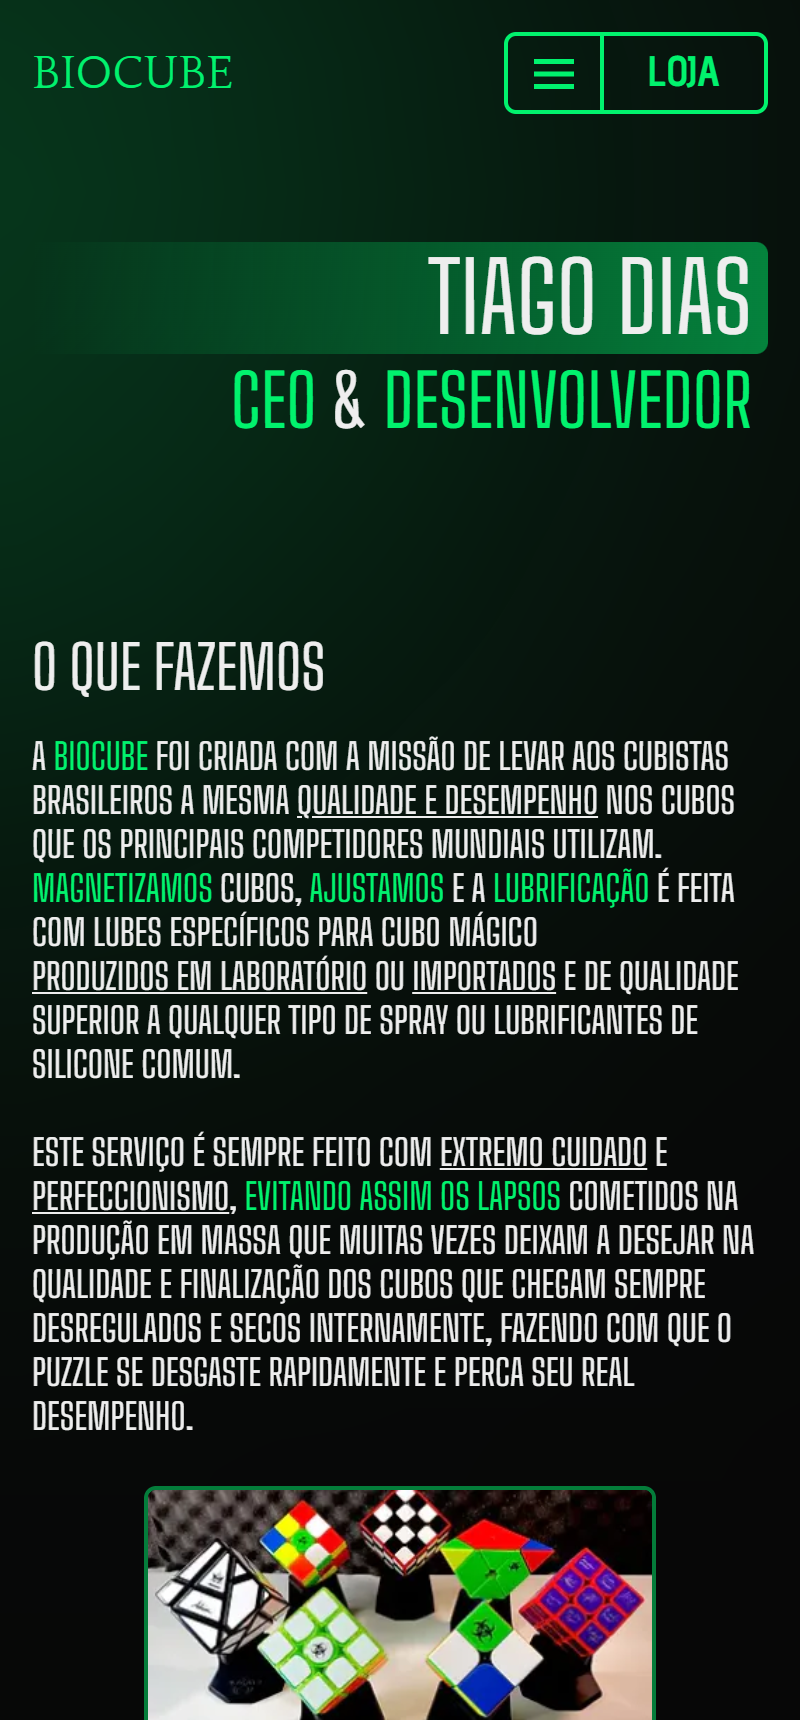 BIOCUBE
LOJA
TIAGO DIAS
CEO & DESENVOLVEDOR
O QUE FAZEMOS
A BIOCUBE FOI CRIADA COM A MISSÃO DE LEVAR AOS CUBISTAS
BRASILEIROS A MESMA QUALIDADE E DESEMPENHO NOS CUBOS
QUE OS PRINCIPAIS COMPETIDORES MUNDIAIS UTILIZAM.
MAGNETIZAMOS CUBOS, AJUSTAMOS E A LUBRIFICAÇÃO É FEITA
COM LUBES ESPECÍFICOS PARA CUBO MÁGICO
PRODUZIDOS EM LABORATÓRIO OU IMPORTADOS E DE QUALIDADE
SUPERIOR A QUALQUER TIPO DE SPRAY OU LUBRIFICANTES DE
SILICONE COMUM.
ESTE SERVIÇO É SEMPRE FEITO COM EXTREMO CUIDADO E
PERFECCIONISMO, EVITANDO ASSIM OS LAPSOS COMETIDOS NA
PRODUÇÃO EM MASSA QUE MUITAS VEZES DEIXAM A DESEJAR NA
QUALIDADE E FINALIZAÇÃO DOS CUBOS QUE CHEGAM SEMPRE
DESREGULADOS E SECOS INTERNAMENTE, FAZENDO COM QUE O
PUZZLE SE DESGASTE RAPIDAMENTE E PERCA SEU REAL
DESEMPENHO.